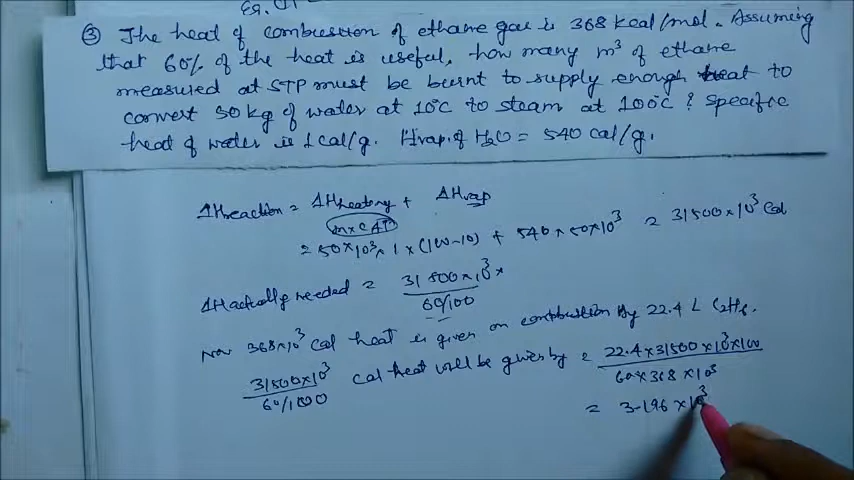 ③ The heat of combustion of ethane gas is 368 kcal/mol. Assuming
that 60% of the heat is useful, how many m³ of ethane
measured at STP must be burnt to supply enough heat to
convert 50kg of water at 10°C to steam at 100°C ? Specific
heat of water is 1cal/g. Hvap. of H₂O = 540 cal/g.
ΔHreaction = ΔHheating + ΔHvap
m×c ΔT
= 50×10³×1×(100-10) + 540×50×10³ = 31500×10³ Cal
ΔHactually needed = 31500×10³× / 60/100
Now 368×10³ Cal heat is given on combustion by 22.4 L C₂H₆.
31500×10³ / 60/100 cal heat will be given by = 22.4×31500×10³×100 / 60×368×10³
= 3.196×10³